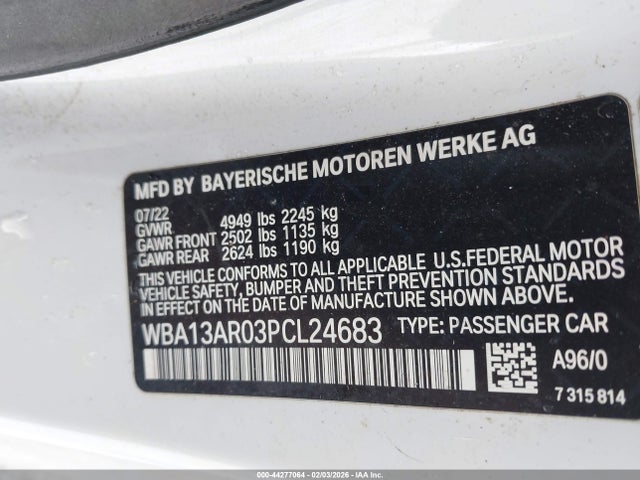 MFD BY BAYERISCHE MOTOREN WERKE AG
07/22
GVWR 4949 lbs 2245 kg
GAWR FRONT 2502 lbs 1135 kg
GAWR REAR 2624 lbs 1190 kg
THIS VEHICLE CONFORMS TO ALL APPLICABLE U.S.FEDERAL MOTOR
VEHICLE SAFETY, BUMPER AND THEFT PREVENTION STANDARDS
IN EFFECT ON THE DATE OF MANUFACTURE SHOWN ABOVE.
WBA13AR03PCL24683 TYPE: PASSENGER CAR
A96/0
7 315 814
000-44277064 | 02/03/2026 | IAAI, Inc.